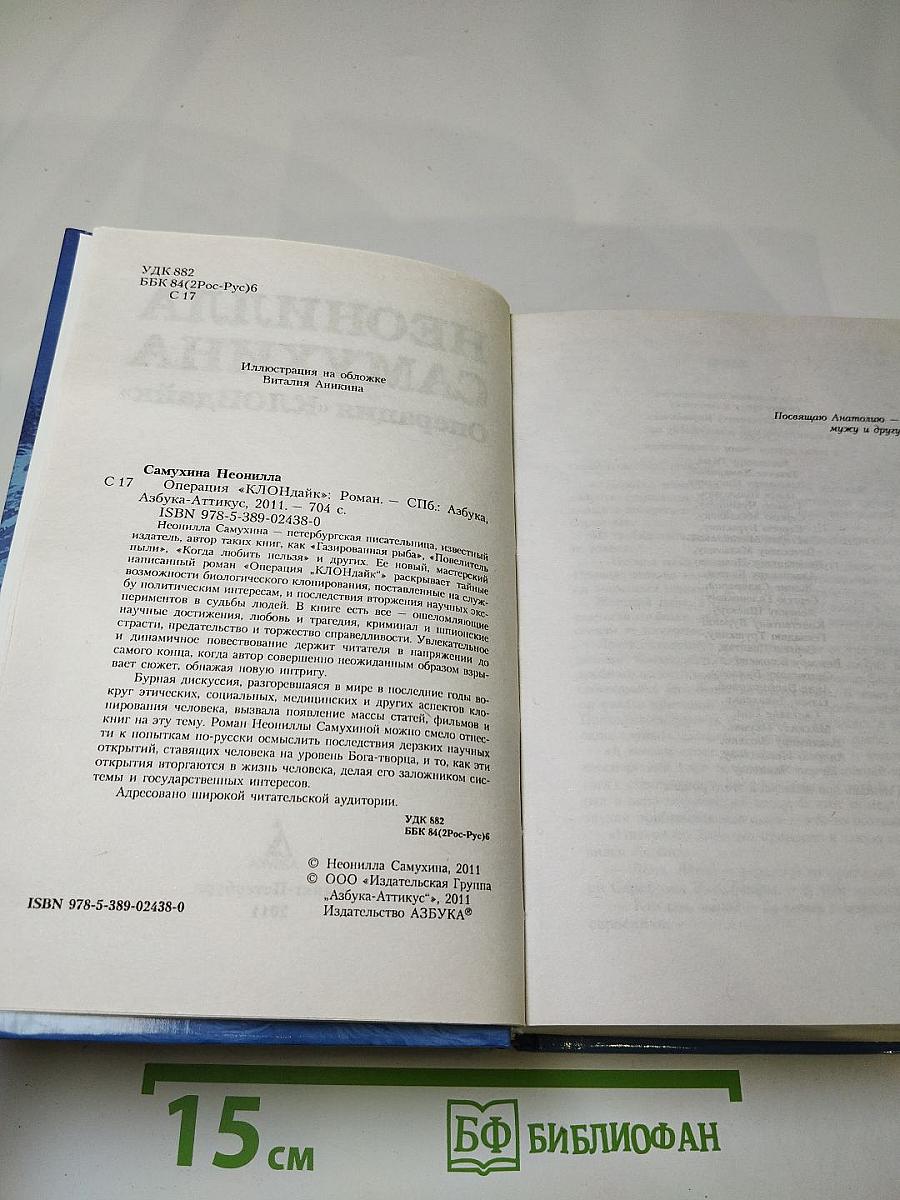 УДК 882
ББК 84(2Рос-Рус)6
С 17
Иллюстрация на обложке
Виталия Аникина
Самухина Неонилла
С 17 Операция «КЛОНдайк»: Роман. — СПб.: Азбука,
Азбука-Аттикус, 2011. — 704 с.
ISBN 978-5-389-02438-0
Неонилла Самухина — петербургская писательница, известный
издатель, автор таких книг, как «Газированная рыба», «Повелитель
пыли», «Когда любить нельзя» и других. Ее новый, мастерский
написанный роман «Операция „КЛОНдайк“» раскрывает тайные
возможности биологического клонирования, поставленные на служ-
бу политическим интересам, и последствия вторжения научных экс-
периментов в судьбы людей. В книге есть все — ошеломляющие
научные достижения, любовь и трагедия, криминал и шпионские
страсти, предательство и торжество справедливости. Увлекательное
и динамичное повествование держит читателя в напряжении до
самого конца, когда автор совершенно неожиданным образом взры-
вает сюжет, обнажая новую интригу.
Бурная дискуссия, разгоревшаяся в мире в последние годы во-
круг этических, социальных, медицинских и других аспектов кло-
нирования человека, вызвала появление массы статей, фильмов и
книг на эту тему. Роман Неониллы Самухиной можно смело отнес-
ти к попыткам по-русски осмыслить последствия дерзких научных
открытий, ставящих человека на уровень Бога-творца, и то, как эти
открытия вторгаются в жизнь человека, делая его заложником сис-
темы и государственных интересов.
Адресовано широкой читательской аудитории.
УДК 882
ББК 84(2Рос-Рус)6
© Неонилла Самухина, 2011
© ООО «Издательская Группа
„Азбука-Аттикус“», 2011
Издательство АЗБУКА®
ISBN 978-5-389-02438-0
Посвящаю Анатолию —
мужу и другу
15 см
БФ БИБЛИОФАН